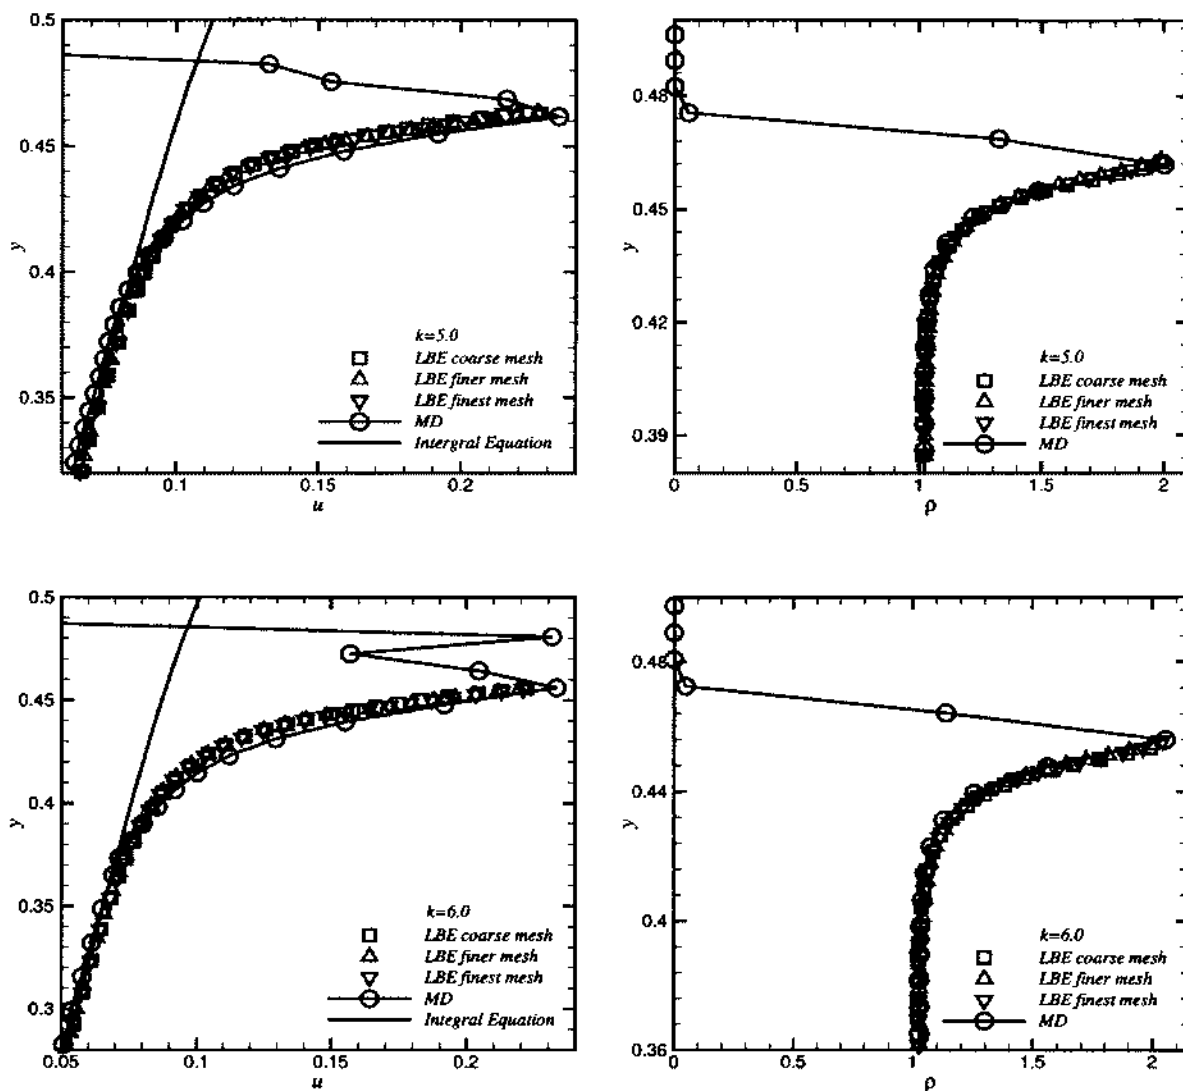 0.5
0.45
0.4
0.35
y
0.1
0.15
0.2
u
k=5.0
LBE coarse mesh
LBE finer mesh
LBE finest mesh
MD
Intergral Equation
0.48
0.45
0.42
0.39
y
0
0.5
1
1.5
2
ρ
k=5.0
LBE coarse mesh
LBE finer mesh
LBE finest mesh
MD
0.5
0.45
0.4
0.35
0.3
y
0.05
0.1
0.15
0.2
u
k=6.0
LBE coarse mesh
LBE finer mesh
LBE finest mesh
MD
Integral Equation
0.48
0.44
0.4
0.36
y
0
0.5
1
1.5
2
ρ
k=6.0
LBE coarse mesh
LBE finer mesh
LBE finest mesh
MD